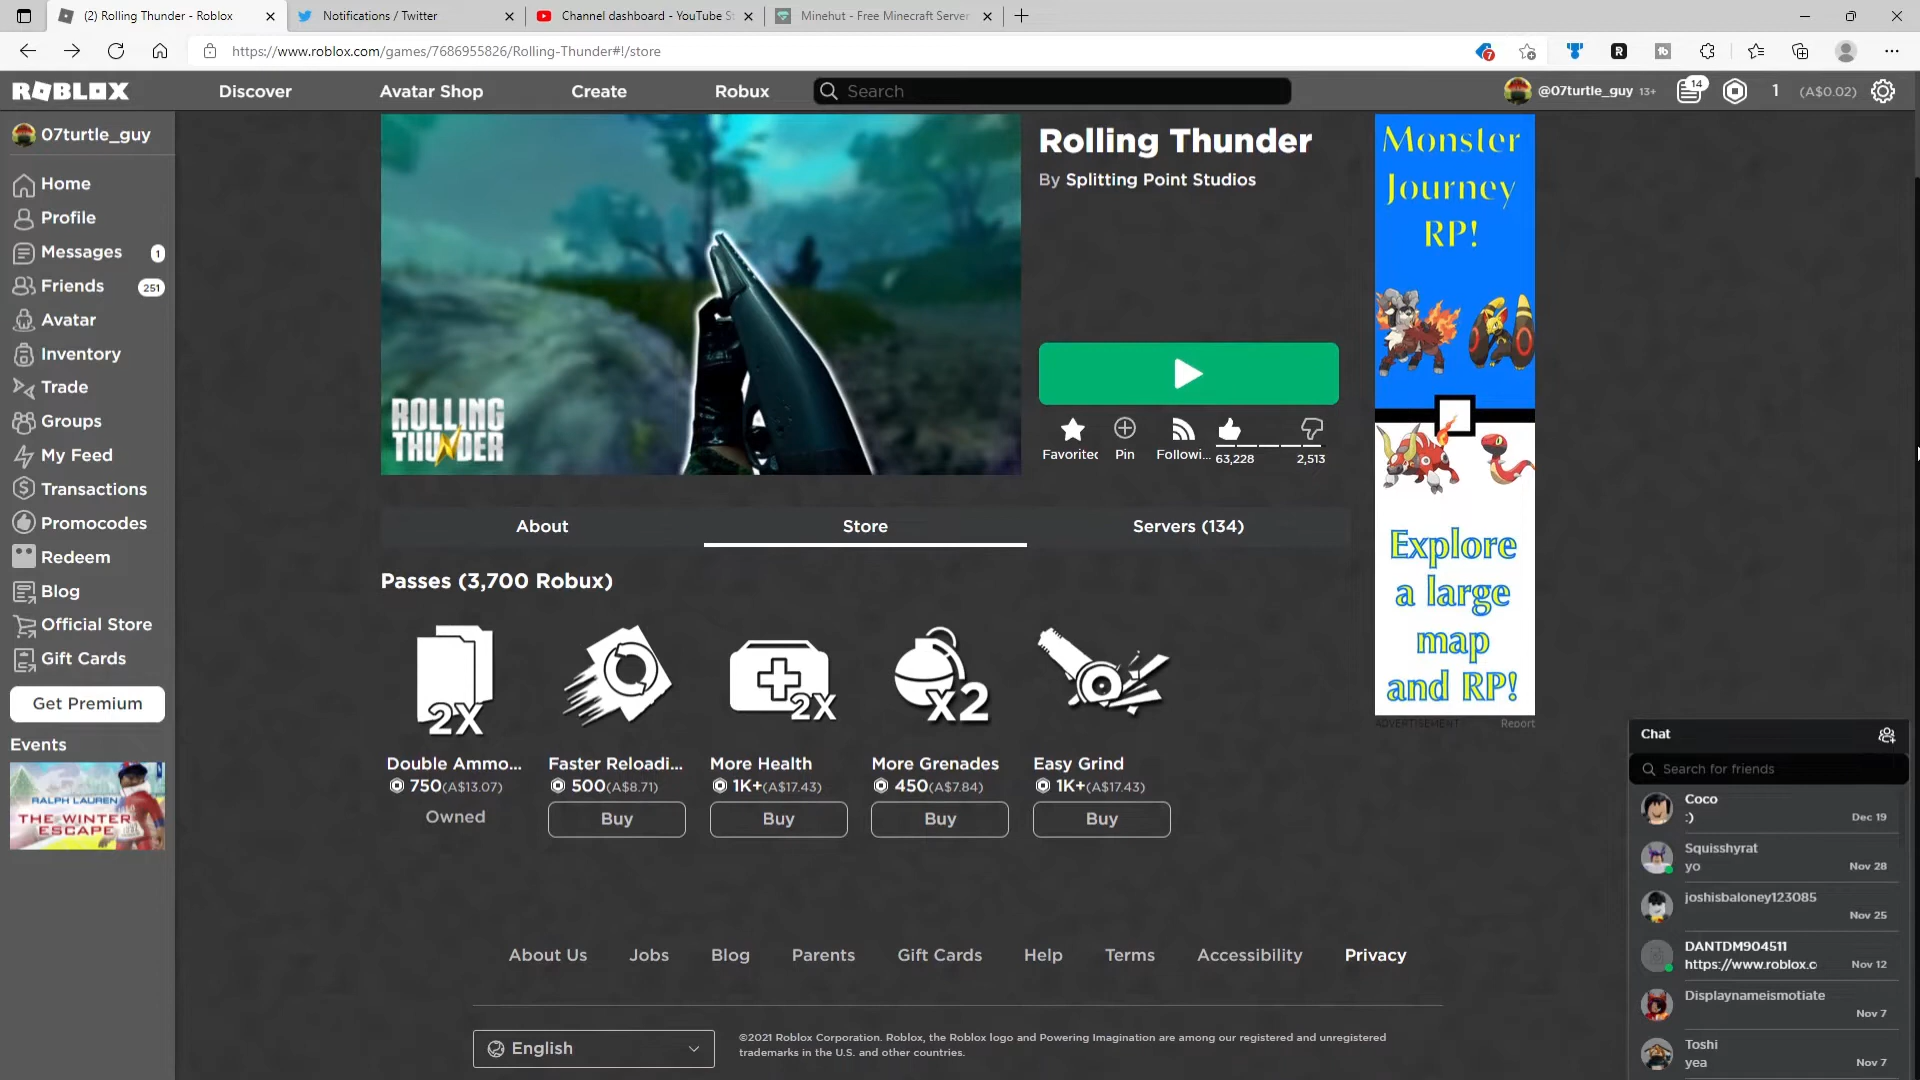 (2) Rolling Thunder - Roblox
Notifications / Twitter
Channel dashboard - YouTube St
Minehut - Free Minecraft Server
https://www.roblox.com/games/7686955826/Rolling-Thunder#!/store
7
ROBLOX
Discover
Avatar Shop
Create
Robux
Search
@07turtle_guy 13+
14
1
(A$0.02)
07turtle_guy
Home
Profile
Messages 1
Friends 251
Avatar
Inventory
Trade
Groups
My Feed
Transactions
Promocodes
Redeem
Blog
Official Store
Gift Cards
Get Premium
Events
RALPH LAUREN
THE WINTER
ESCAPE
ROLLING
THUNDER
Rolling Thunder
By Splitting Point Studios
Favorited
Pin
Followi...
63,228
2,513
Monster
Journey
RP!
Explore
a large
map
and RP!
ADVERTISEMENT
Report
About
Store
Servers (134)
Passes (3,700 Robux)
2X
2X
X2
Double Ammo...
750(A$13.07)
Owned
Faster Reloadi...
500(A$8.71)
Buy
More Health
1K+(A$17.43)
Buy
More Grenades
450(A$7.84)
Buy
Easy Grind
1K+(A$17.43)
Buy
Chat
Search for friends
Coco
:)
Dec 19
Squisshyrat
yo
Nov 28
joshisbaloney123085
Nov 25
DANTDM904511
https://www.roblox.c
Nov 12
Displaynameismotiate
Nov 7
Toshi
yea
Nov 7
About Us
Jobs
Blog
Parents
Gift Cards
Help
Terms
Accessibility
Privacy
English
©2021 Roblox Corporation. Roblox, the Roblox logo and Powering Imagination are among our registered and unregistered
trademarks in the U.S. and other countries.